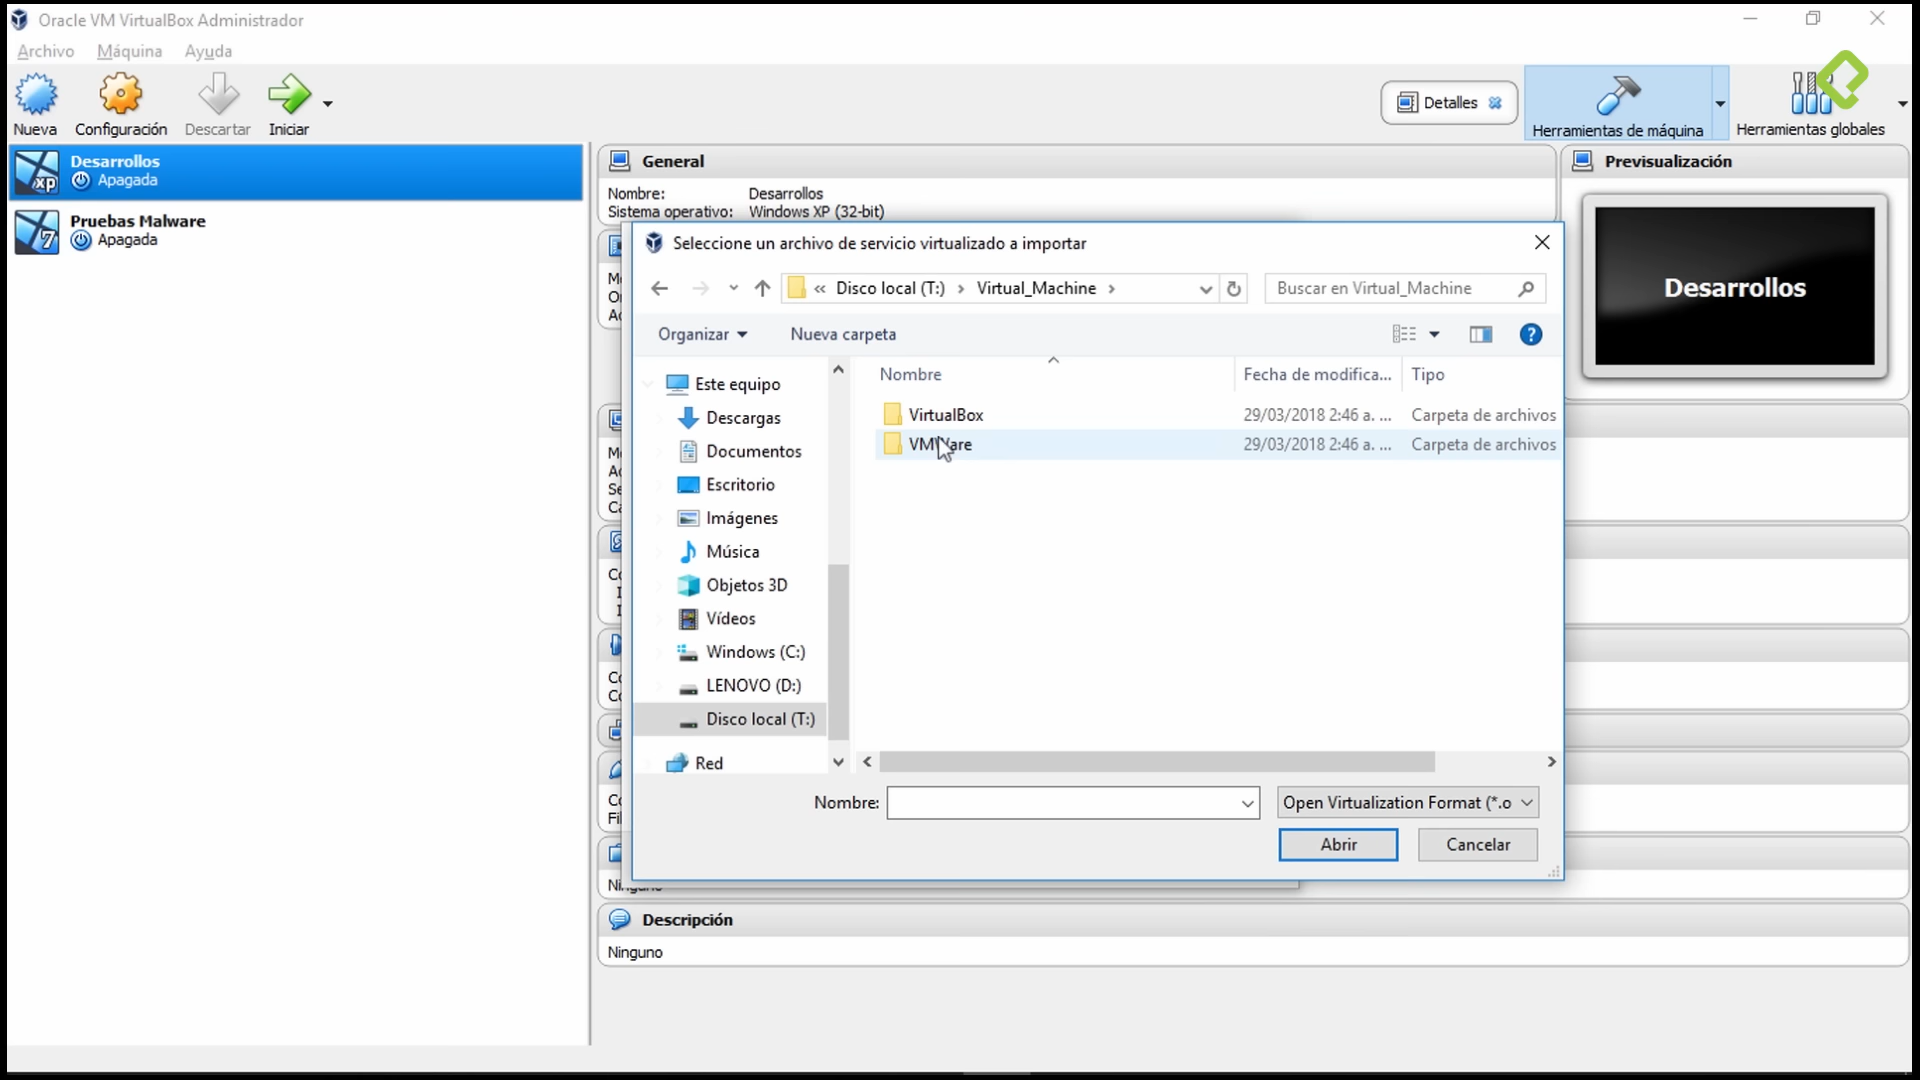 Oracle VM VirtualBox Administrador
Archivo Máquina Ayuda
Nueva Configuración Descartar Iniciar
Detalles
Herramientas de máquina
Herramientas globales
Desarrollos
Apagada
Pruebas Malware
Apagada
General
Nombre: Desarrollos
Sistema operativo: Windows XP (32-bit)
Previsualización
Desarrollos
Seleccione un archivo de servicio virtualizado a importar
« Disco local (T:) › Virtual_Machine ›
Buscar en Virtual_Machine
Organizar
Nueva carpeta
Este equipo
Descargas
Documentos
Escritorio
Imágenes
Música
Objetos 3D
Vídeos
Windows (C:)
LENOVO (D:)
Disco local (T:)
Red
Nombre Fecha de modifica... Tipo
VirtualBox 29/03/2018 2:46 a. ... Carpeta de archivos
VMWare 29/03/2018 2:46 a. ... Carpeta de archivos
Nombre:
Open Virtualization Format (*.o
Abrir
Cancelar
Ninguno
Descripción
Ninguno